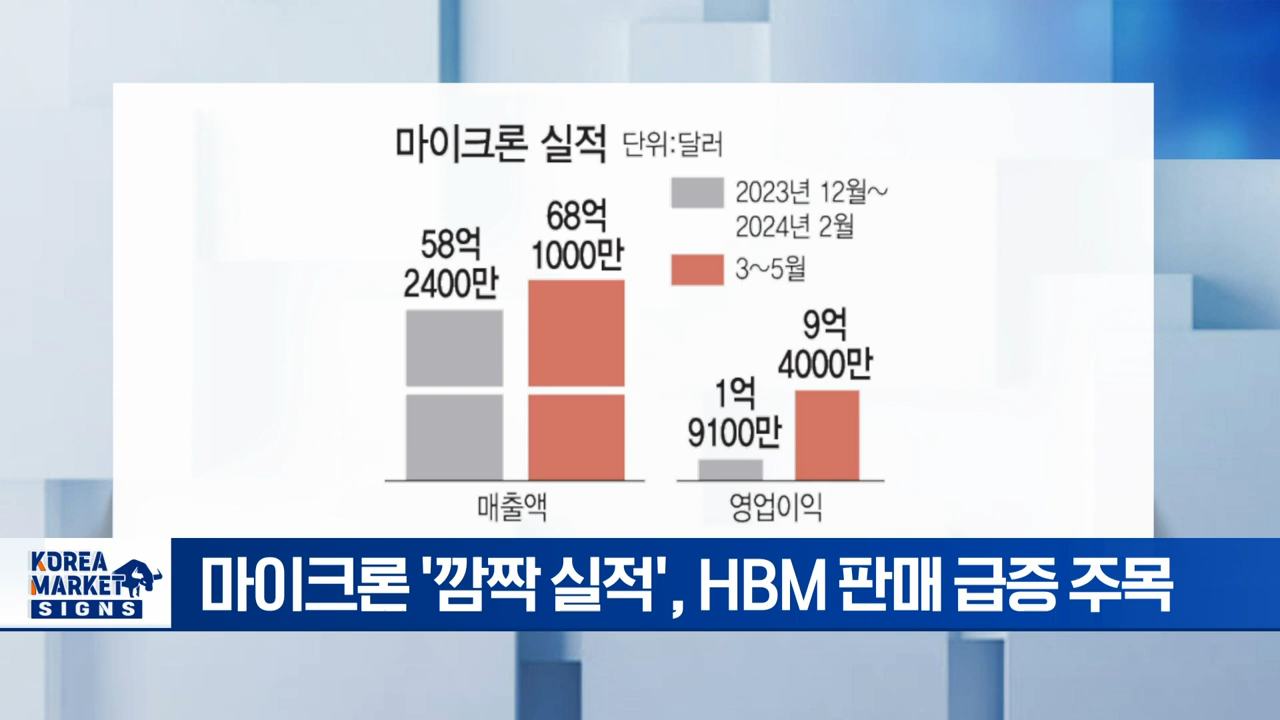 마이크론 실적 단위:달러
2023년 12월~
2024년 2월
3~5월
58억
2400만
68억
1000만
1억
9100만
9억
4000만
매출액
영업이익
KOREA
MARKET
SIGNS
마이크론 '깜짝 실적', HBM 판매 급증 주목